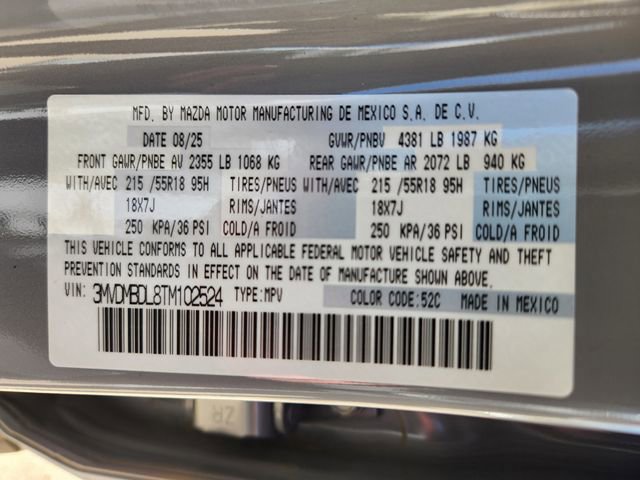 MFD. BY MAZDA MOTOR MANUFACTURING DE MEXICO S.A. DE C.V.
DATE 08/25 GVWR/PNBV 4381 LB 1987 KG
FRONT GAWR/PNBE AV 2355 LB 1068 KG REAR GAWR/PNBE AR 2072 LB 940 KG
WITH/AVEC 215 /55R18 95H TIRES/PNEUS WITH/AVEC 215 /55R18 95H TIRES/PNEUS
18X7J RIMS/JANTES 18X7J RIMS/JANTES
250 KPA/36 PSI COLD/A FROID 250 KPA/36 PSI COLD/A FROID
THIS VEHICLE CONFORMS TO ALL APPLICABLE FEDERAL MOTOR VEHICLE SAFETY AND THEFT
PREVENTION STANDARDS IN EFFECT ON THE DATE OF MANUFACTURE SHOWN ABOVE.
VIN: 3MVDMBDL8TM102524 TYPE:MPV COLOR CODE:52C MADE IN MEXICO
ZR